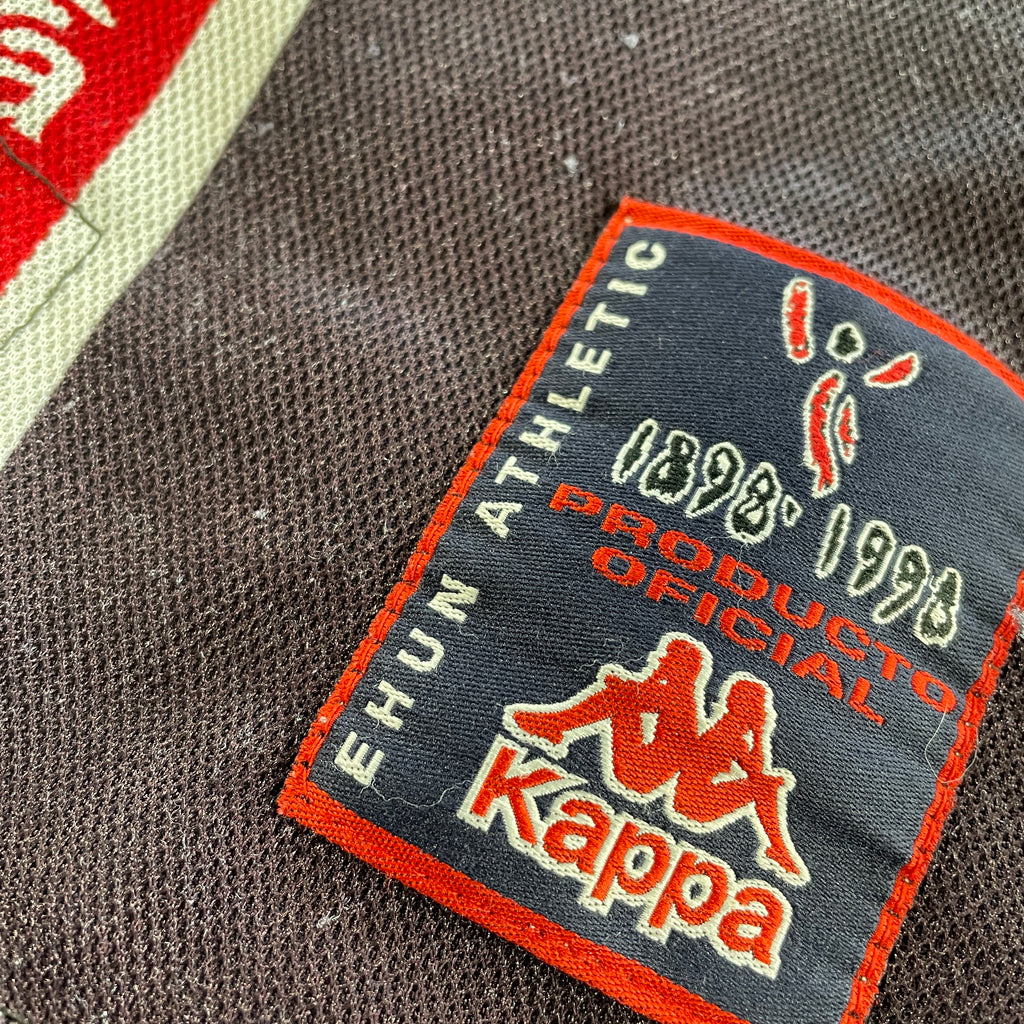 EHUN ATHLETIC
1898·1998
PRODUCTO
OFICIAL
Kappa